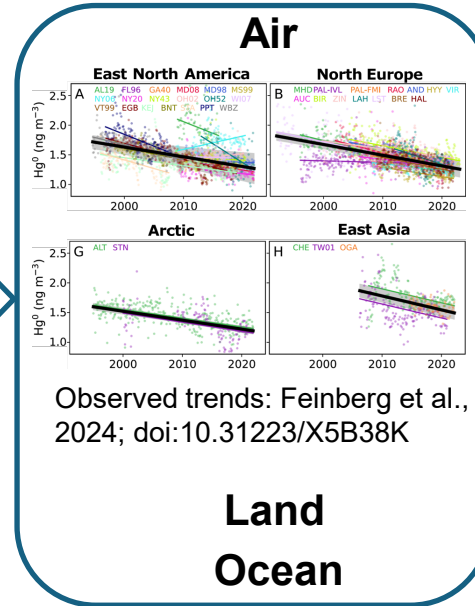 Air
East North America
North Europe
A
AL19 FL96 GA40 MD08 MD98 MS99
NY06 NY20 NY43 OH02 OH52 WI07
VT99 EGB KEJ BNT SJ PPT WBZ
B
MHD PAL-IVL PAL-FMI RAO AND HYY VIR
AUC BIR ZIN LAH LST BRE HAL
Hg⁰ (ng m⁻³)
2.5
2.0
1.5
1.0
2000 2010 2020
2000 2010 2020
Arctic
East Asia
G
ALT STN
H
CHE TW01 OGA
Hg⁰ (ng m⁻³)
2.5
2.0
1.5
1.0
2000 2010 2020
2000 2010 2020
Observed trends: Feinberg et al.,
2024; doi:10.31223/X5B38K
Land
Ocean